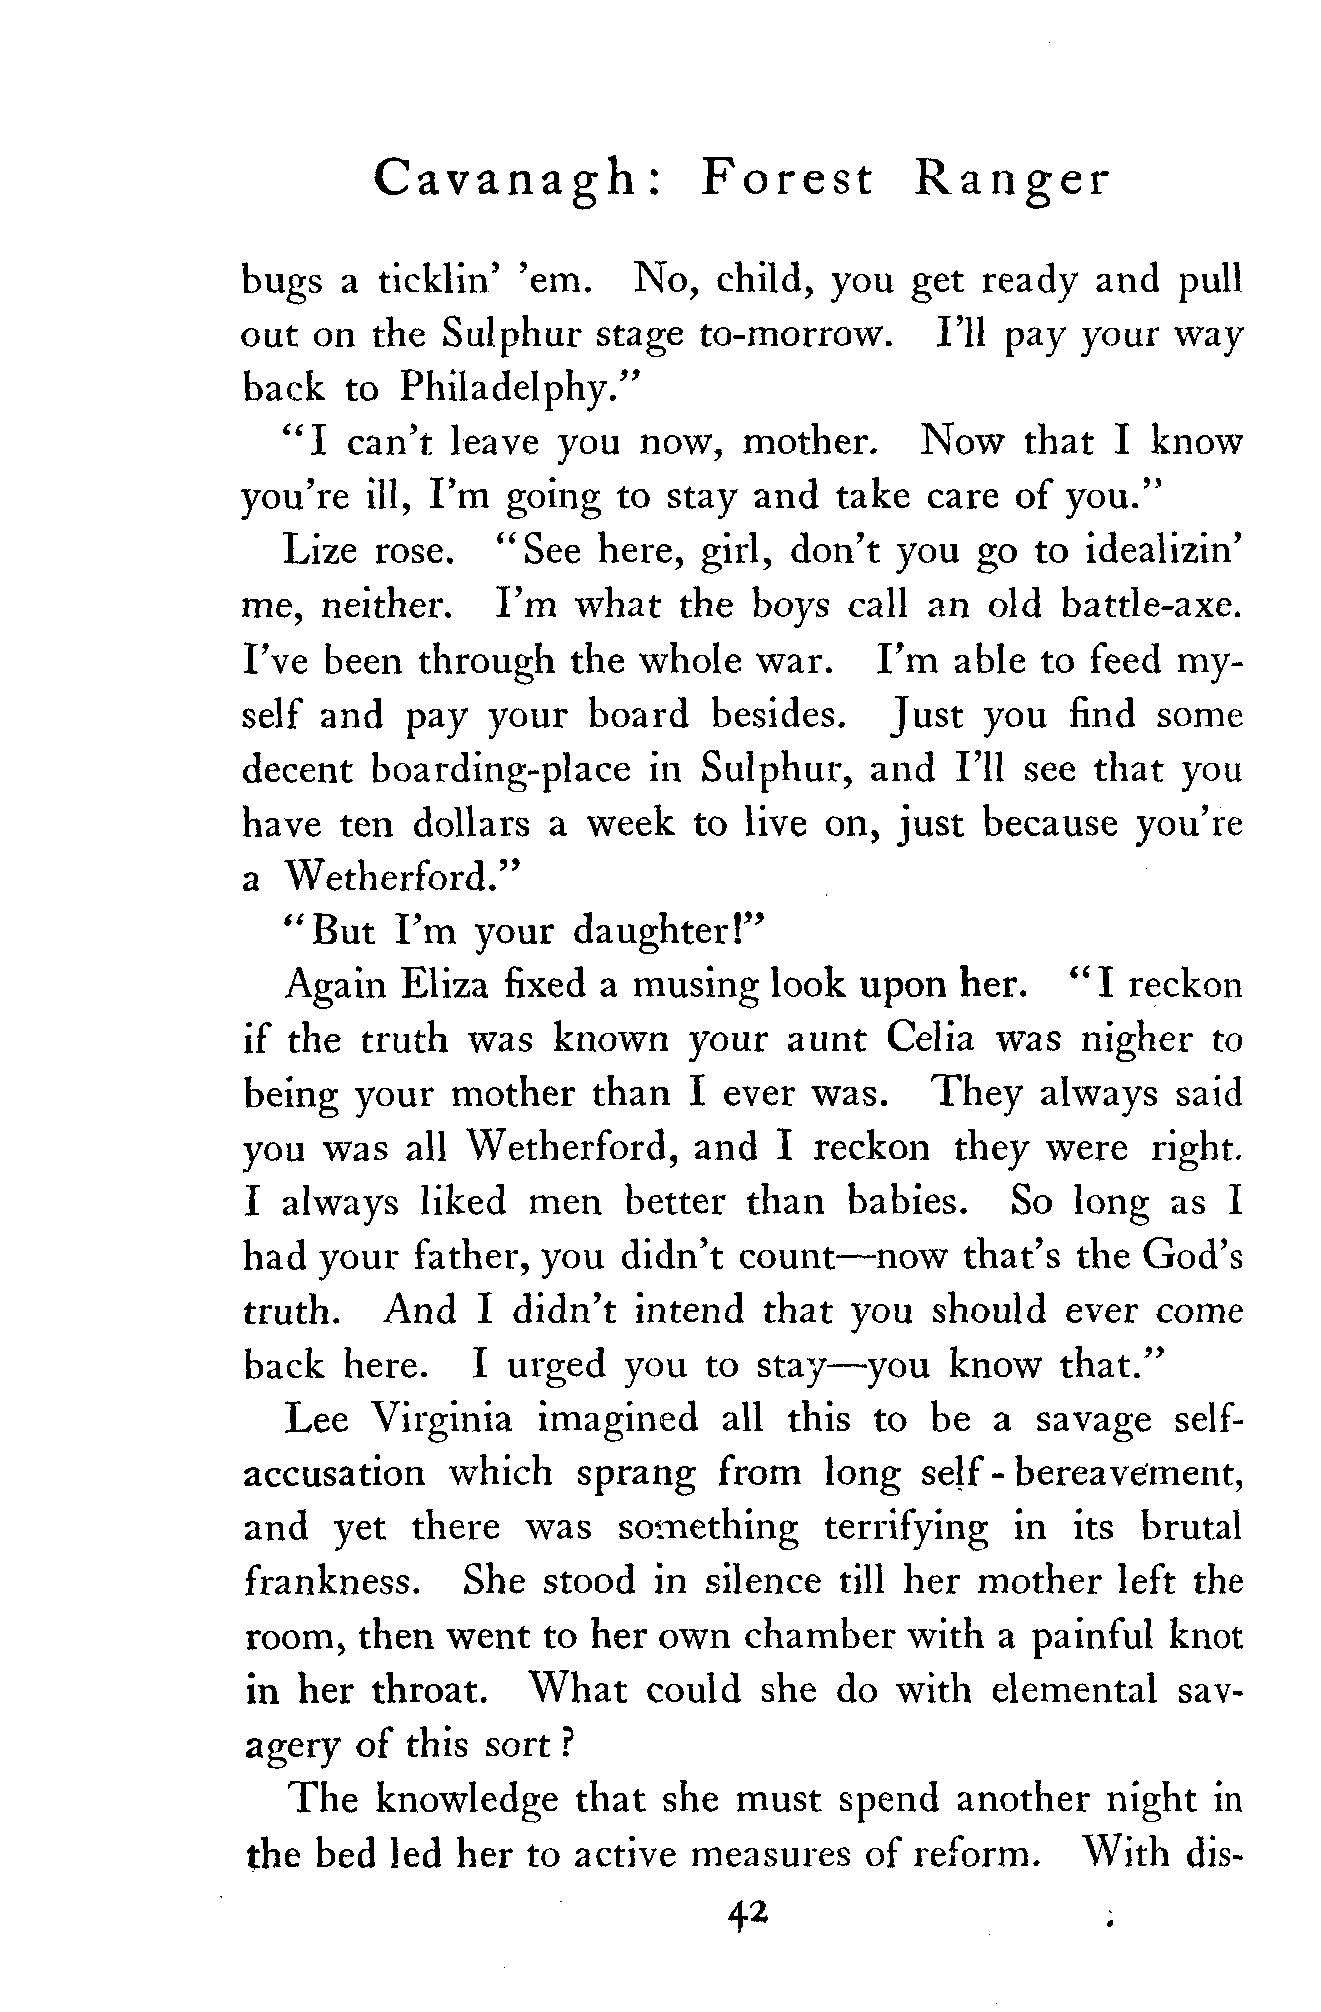 Cavanagh: Forest Ranger
bugs a ticklin' 'em. No, child, you get ready and pull
out on the Sulphur stage to-morrow. I'll pay your way
back to Philadelphy."
"I can't leave you now, mother. Now that I know
you're ill, I'm going to stay and take care of you."
Lize rose. "See here, girl, don't you go to idealizin'
me, neither. I'm what the boys call an old battle-axe.
I've been through the whole war. I'm able to feed my-
self and pay your board besides. Just you find some
decent boarding-place in Sulphur, and I'll see that you
have ten dollars a week to live on, just because you're
a Wetherford."
"But I'm your daughter!"
Again Eliza fixed a musing look upon her. "I reckon
if the truth was known your aunt Celia was nigher to
being your mother than I ever was. They always said
you was all Wetherford, and I reckon they were right.
I always liked men better than babies. So long as I
had your father, you didn't count—now that's the God's
truth. And I didn't intend that you should ever come
back here. I urged you to stay—you know that."
Lee Virginia imagined all this to be a savage self-
accusation which sprang from long self-bereavement,
and yet there was something terrifying in its brutal
frankness. She stood in silence till her mother left the
room, then went to her own chamber with a painful knot
in her throat. What could she do with elemental sav-
agery of this sort?
The knowledge that she must spend another night in
the bed led her to active measures of reform. With dis-
42